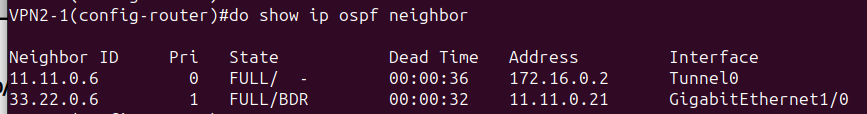 VPN2-1(config-router)#do show ip ospf neighbor
Neighbor ID     Pri   State           Dead Time   Address         Interface
11.11.0.6         0   FULL/  -        00:00:36    172.16.0.2      Tunnel0
33.22.0.6         1   FULL/BDR        00:00:32    11.11.0.21      GigabitEthernet1/0